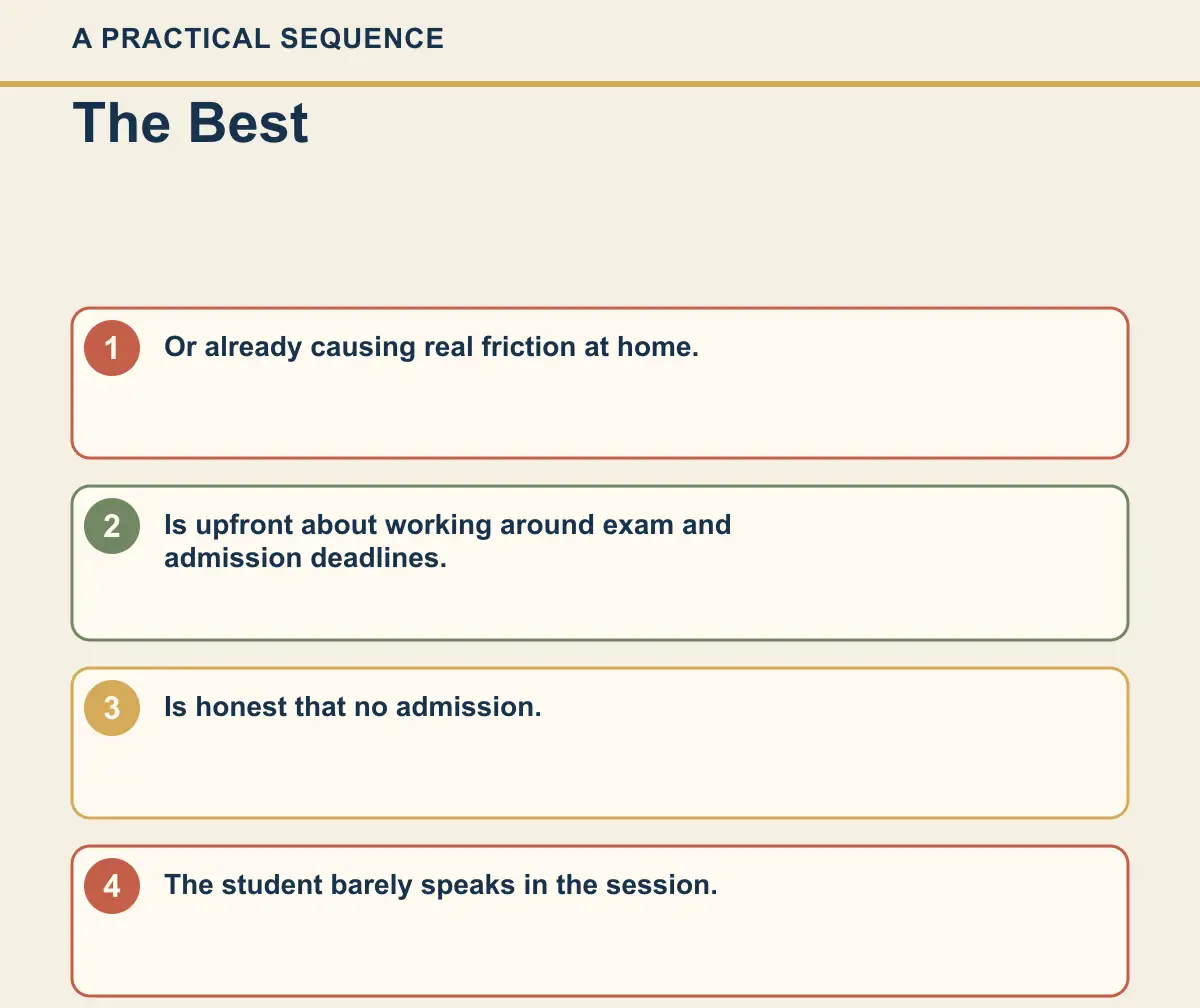 A PRACTICAL SEQUENCE
The Best
1
Or already causing real friction at home.
2
Is upfront about working around exam and
admission deadlines.
3
Is honest that no admission.
4
The student barely speaks in the session.